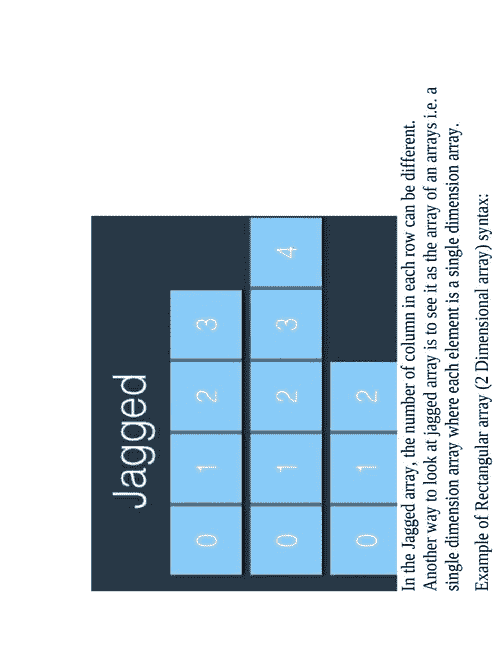 Jagged
0 1 2 3
0 1 2 3 4
0 1 2
In the Jagged array, the number of column in each row can be different.
Another way to look at jagged array is to see it as the array of an arrays i.e. a
single dimension array where each element is a single dimension array.
Example of Rectangular array (2 Dimensional array) syntax: